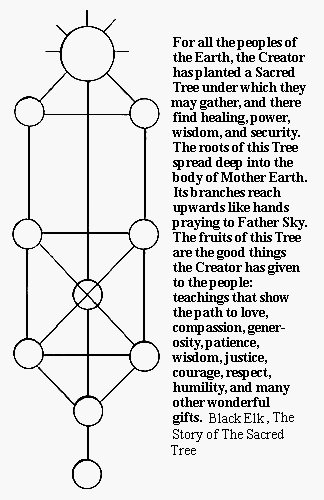 For all the peoples of
the Earth, the Creator
has planted a Sacred
Tree under which they
may gather, and there
find healing, power,
wisdom, and security.
The roots of this Tree
spread deep into the
body of Mother Earth.
Its branches reach
upwards like hands
praying to Father Sky.
The fruits of this Tree
are the good things
the Creator has given
to the people:
teachings that show
the path to love,
compassion, gener-
osity, patience,
wisdom, justice,
courage, respect,
humility, and many
other wonderful
gifts. Black Elk, The
Story of The Sacred
Tree